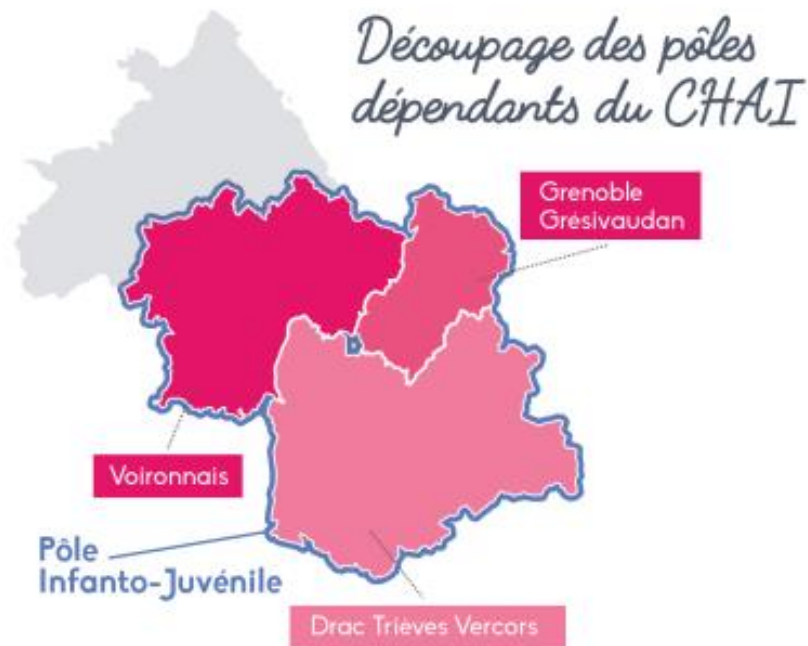 Découpage des pôles
dépendants du CHAI
Grenoble
Grésivaudan
Voironnais
Pôle
Infanto-Juvénile
Drac Trièves Vercors